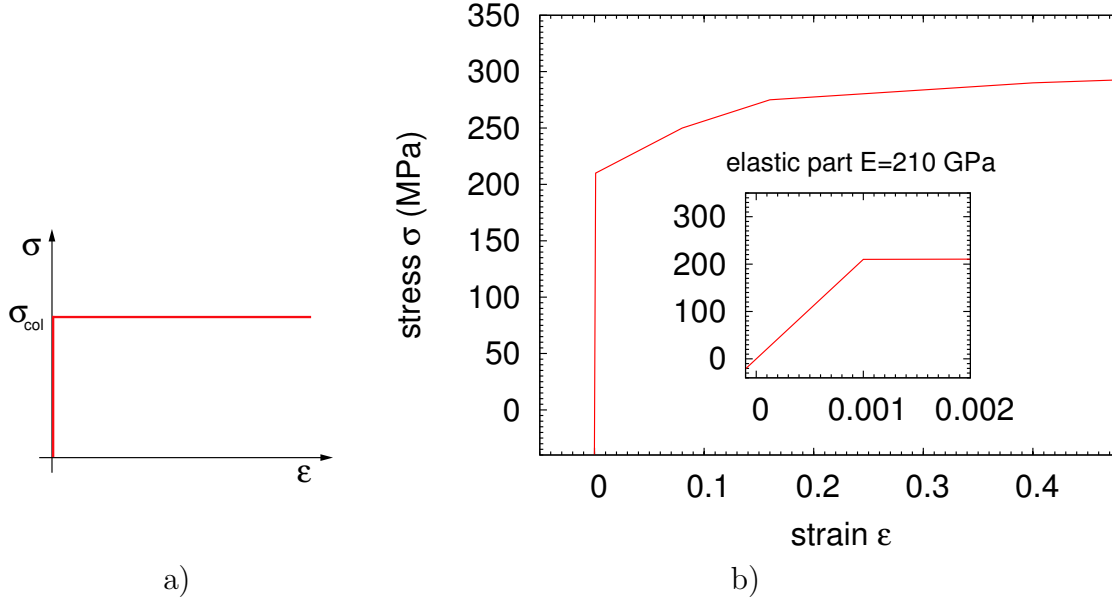 σ
σcol
ε
a)
350
300
250
200
150
100
50
0
stress σ (MPa)
0
0.1
0.2
0.3
0.4
strain ε
elastic part E=210 GPa
300
200
100
0
0
0.001
0.002
b)